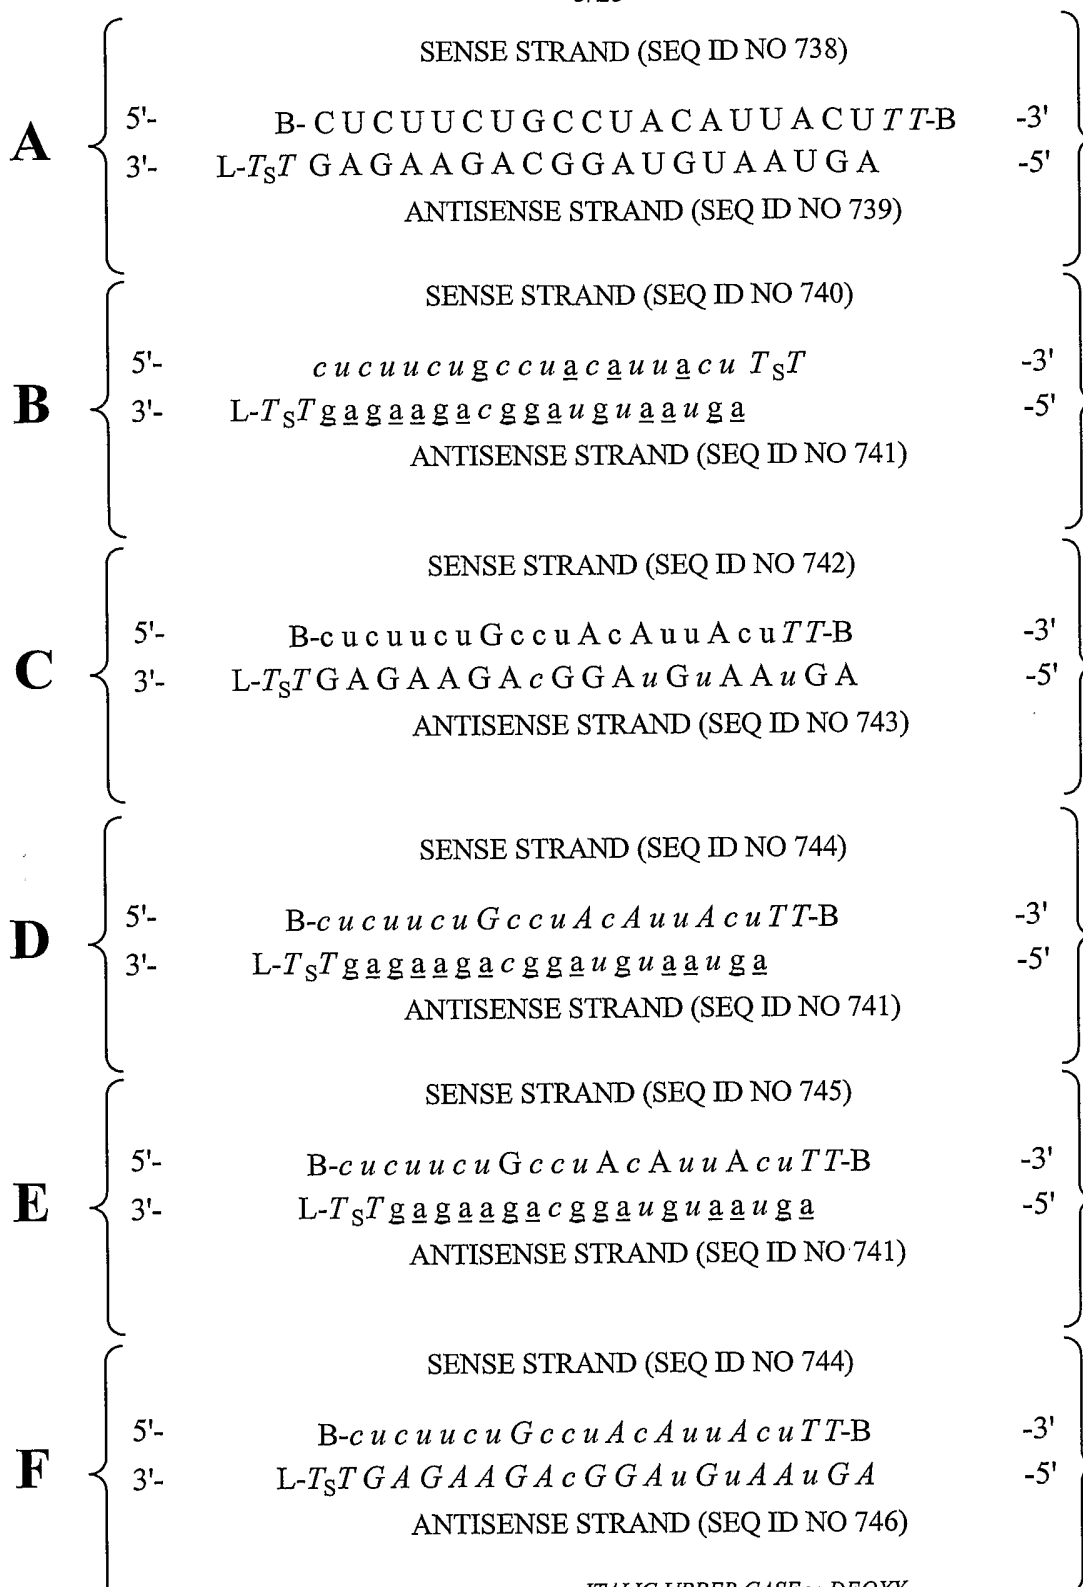 A
SENSE STRAND (SEQ ID NO 738)
5'- B- C U C U U C U G C C U A C A U U A C U T T-B -3'
3'- L-TST G A G A A G A C G G A U G U A A U G A -5'
ANTISENSE STRAND (SEQ ID NO 739)
B
SENSE STRAND (SEQ ID NO 740)
5'- c u c u u c u g c c u a c a u u a c u TST -3'
3'- L-TST g a g a a g a c g g a u g u a a u g a -5'
ANTISENSE STRAND (SEQ ID NO 741)
C
SENSE STRAND (SEQ ID NO 742)
5'- B-c u c u u c u G c c u A c A u u A c u T T-B -3'
3'- L-TST G A G A A G A c G G A u G u A A u G A -5'
ANTISENSE STRAND (SEQ ID NO 743)
D
SENSE STRAND (SEQ ID NO 744)
5'- B-c u c u u c u G c c u A c A u u A c u T T-B -3'
3'- L-TST g a g a a g a c g g a u g u a a u g a -5'
ANTISENSE STRAND (SEQ ID NO 741)
E
SENSE STRAND (SEQ ID NO 745)
5'- B-c u c u u c u G c c u A c A u u A c u T T-B -3'
3'- L-TST g a g a a g a c g g a u g u a a u g a -5'
ANTISENSE STRAND (SEQ ID NO 741)
F
SENSE STRAND (SEQ ID NO 744)
5'- B-c u c u u c u G c c u A c A u u A c u T T-B -3'
3'- L-TST G A G A A G A c G G A u G u A A u G A -5'
ANTISENSE STRAND (SEQ ID NO 746)